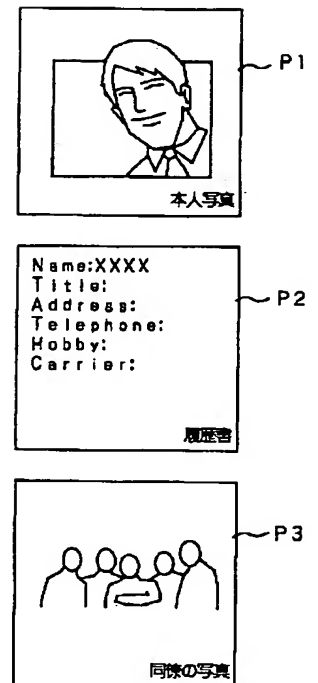 P1
本人写真
Name:XXXX
Title:
Address:
Telephone:
Hobby:
Carrier:
P2
履歴書
P3
同僚の写真